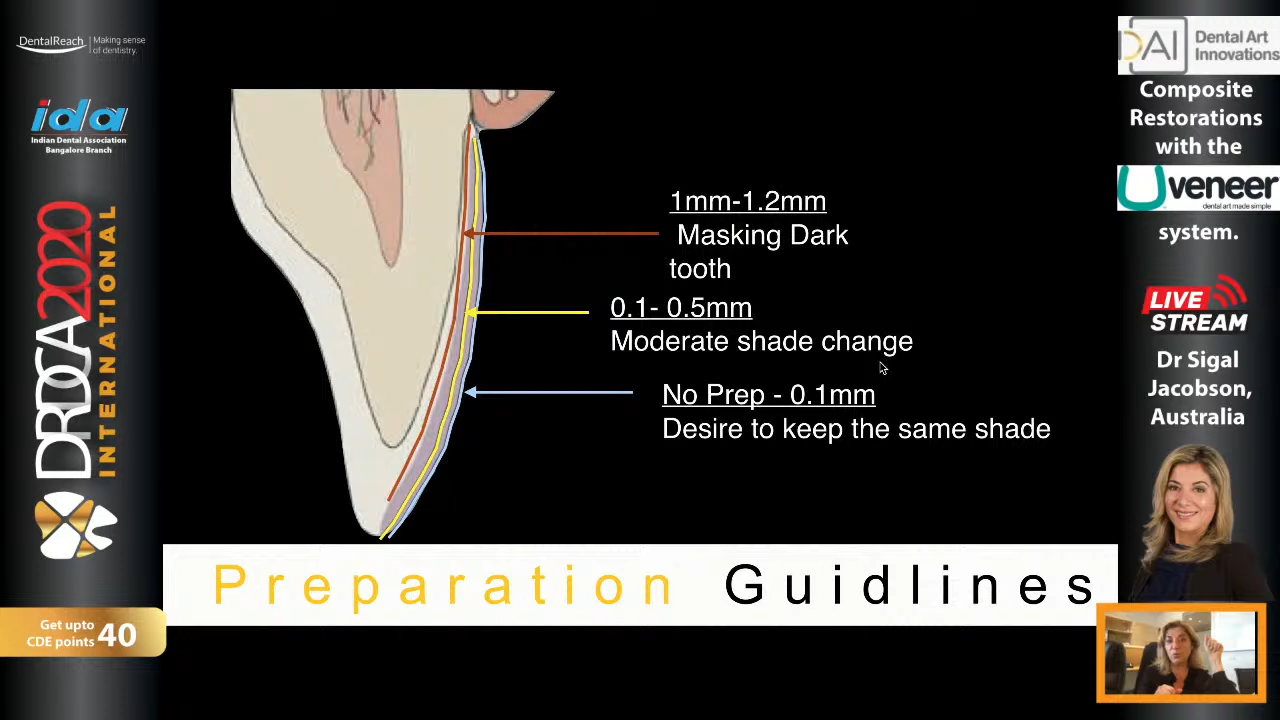 DentalReach
Making sense
of dentistry.
ida
Indian Dental Association
Bangalore Branch
DRDCA2020
INTERNATIONAL
Get upto
CDE points 40
1mm-1.2mm
Masking Dark
tooth
0.1- 0.5mm
Moderate shade change
No Prep - 0.1mm
Desire to keep the same shade
Preparation Guidlines
DAI Dental Art
Innovations
Composite
Restorations
with the
Uveneer
dental art made simple
system.
LIVE
STREAM
Dr Sigal
Jacobson,
Australia